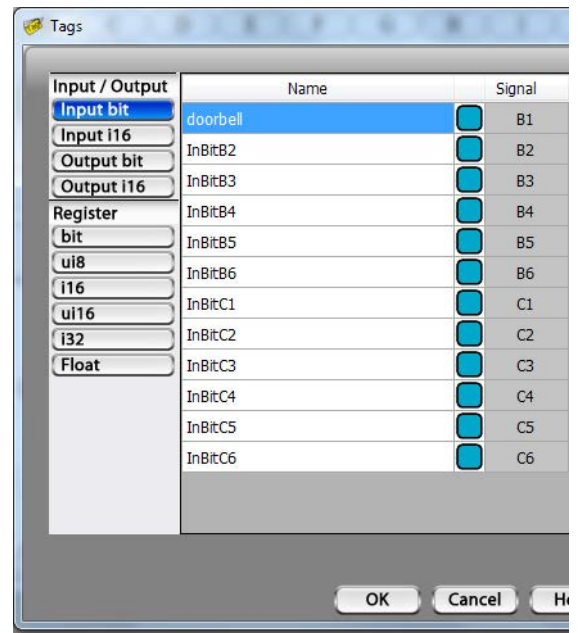 Tags
Input / Output
Input bit
Input i16
Output bit
Output i16
Register
bit
ui8
i16
ui16
i32
Float
Name Signal
doorbell B1
InBitB2 B2
InBitB3 B3
InBitB4 B4
InBitB5 B5
InBitB6 B6
InBitC1 C1
InBitC2 C2
InBitC3 C3
InBitC4 C4
InBitC5 C5
InBitC6 C6
OK Cancel